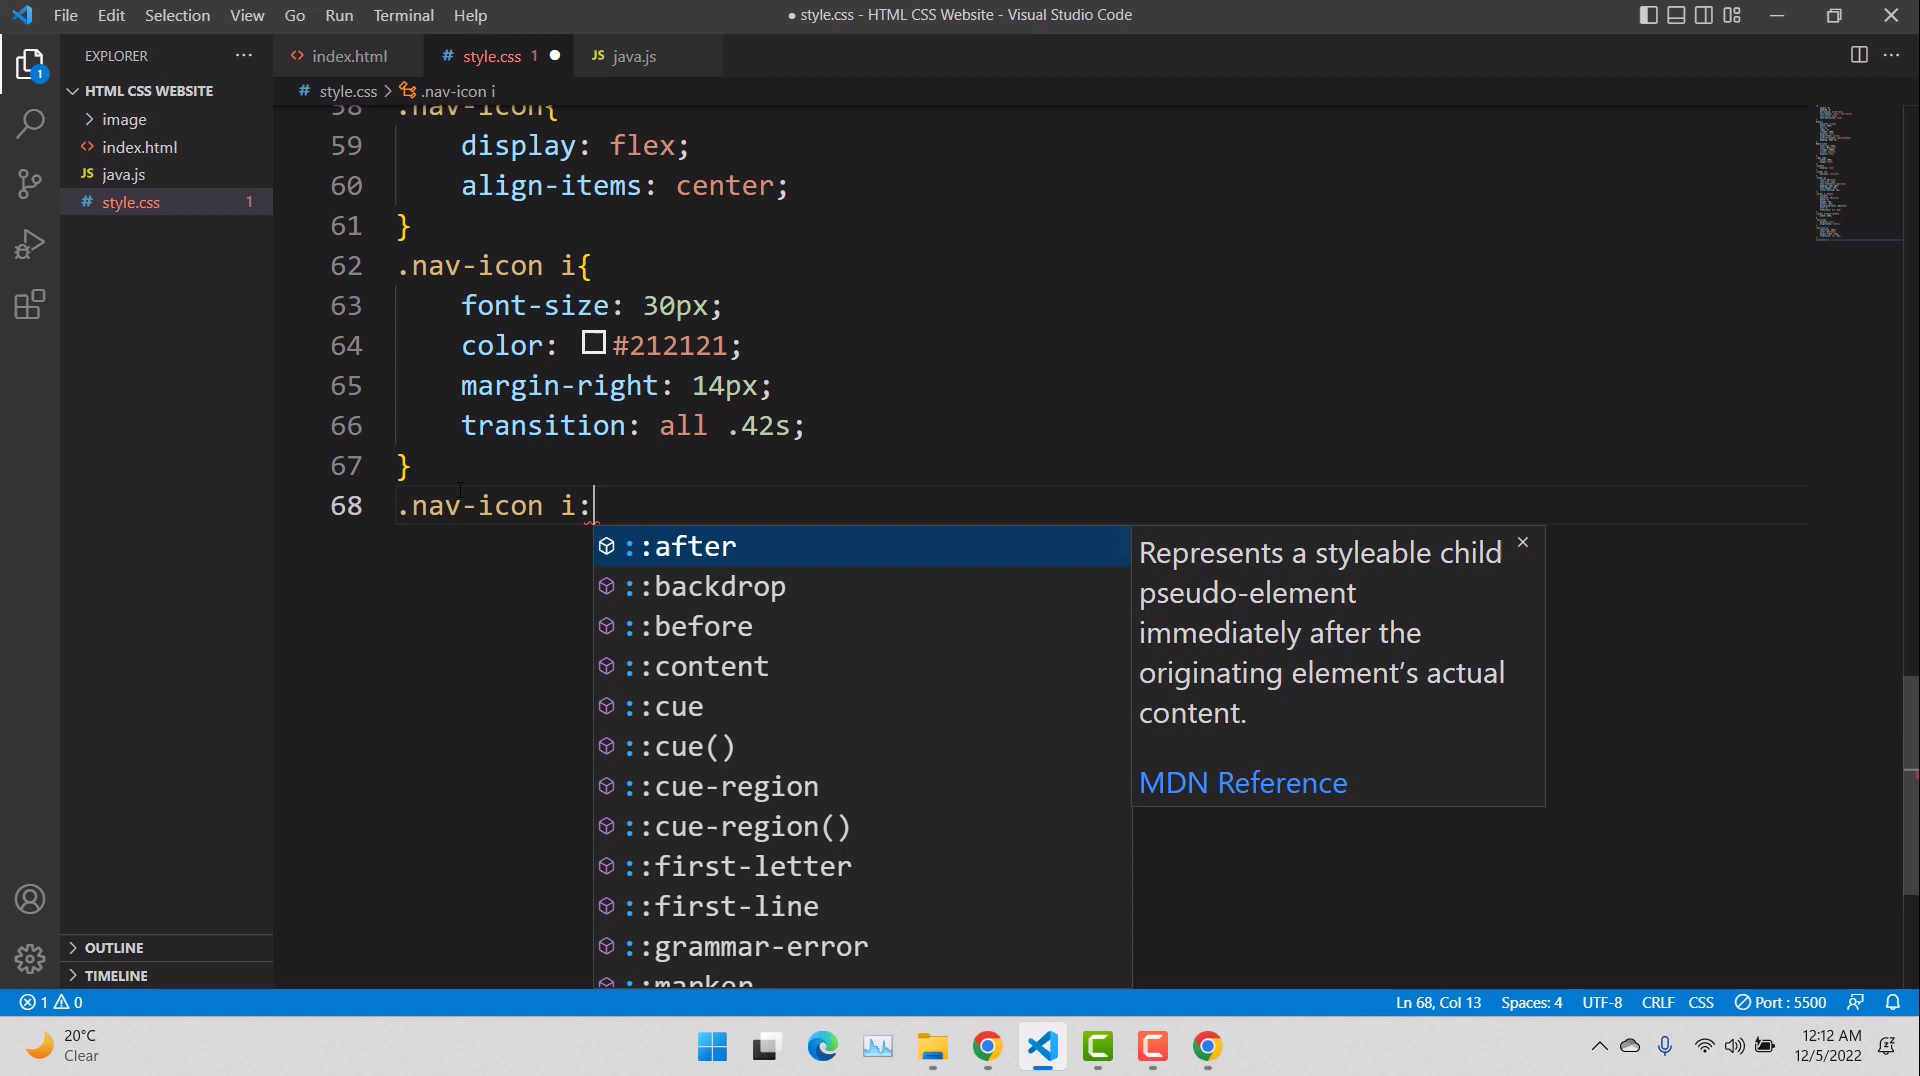 File Edit Selection View Go Run Terminal Help
● style.css - HTML CSS Website - Visual Studio Code
EXPLORER ···
<> index.html
# style.css 1 ●
JS java.js
# style.css > .nav-icon i
HTML CSS WEBSITE
> image
<> index.html
JS java.js
# style.css 1
OUTLINE
TIMELINE
1
58 .nav-icon{
59 display: flex;
60 align-items: center;
61 }
62 .nav-icon i{
63 font-size: 30px;
64 color: #212121;
65 margin-right: 14px;
66 transition: all .42s;
67 }
68 .nav-icon i:
::after
::backdrop
::before
::content
::cue
::cue()
::cue-region
::cue-region()
::first-letter
::first-line
::grammar-error
::marker
Represents a styleable child
pseudo-element
immediately after the
originating element's actual
content.
MDN Reference
1 0
Ln 68, Col 13 Spaces: 4 UTF-8 CRLF CSS Port : 5500
20°C
Clear
12:12 AM
12/5/2022